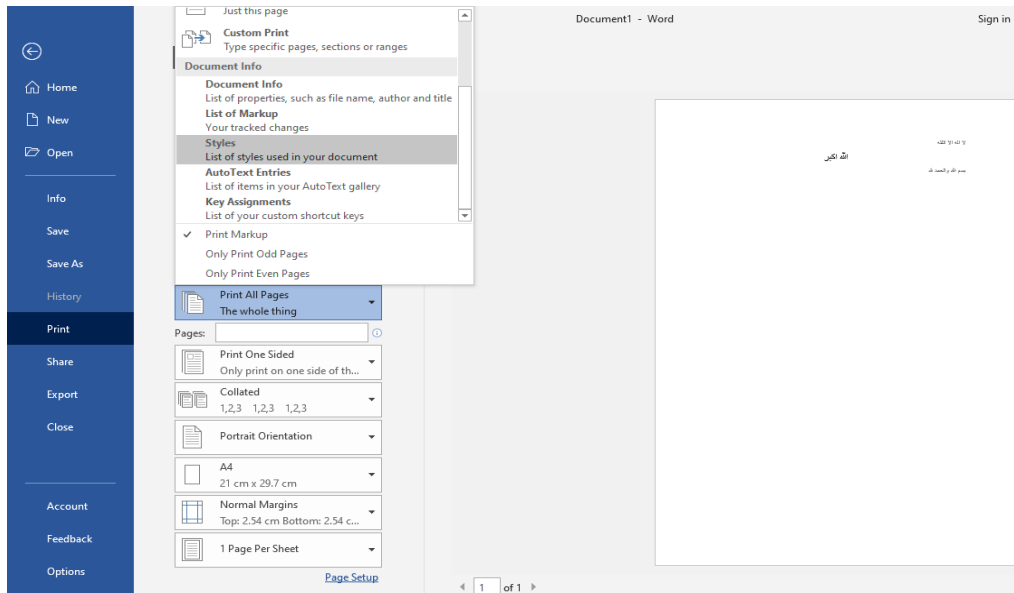 Document1 - Word
Sign in
Home
New
Open
Info
Save
Save As
History
Print
Share
Export
Close
Account
Feedback
Options
Just this page
Custom Print
Type specific pages, sections or ranges
Document Info
Document Info
List of properties, such as file name, author and title
List of Markup
Your tracked changes
Styles
List of styles used in your document
AutoText Entries
List of items in your AutoText gallery
Key Assignments
List of your custom shortcut keys
Print Markup
Only Print Odd Pages
Only Print Even Pages
Print All Pages
The whole thing
Pages:
Print One Sided
Only print on one side of th...
Collated
1,2,3 1,2,3 1,2,3
Portrait Orientation
A4
21 cm x 29.7 cm
Normal Margins
Top: 2.54 cm Bottom: 2.54 c...
1 Page Per Sheet
Page Setup
الله اكبر
بسم الله والحمد لله
1 of 1